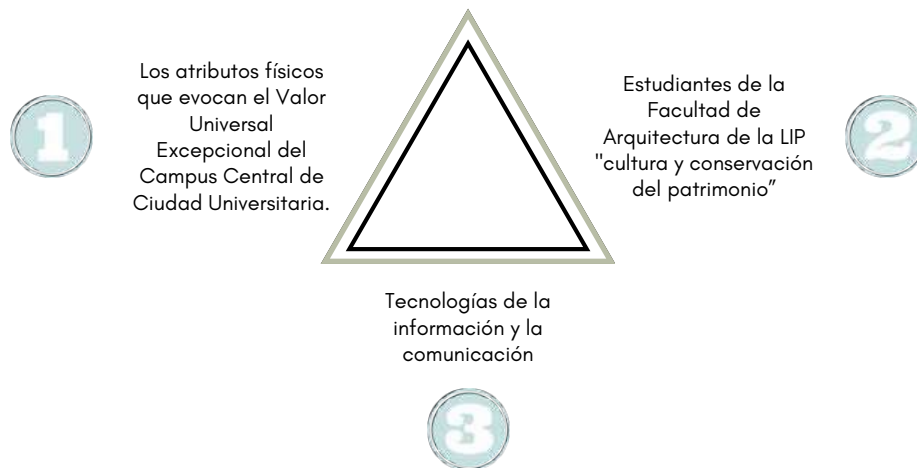 1
Los atributos físicos
que evocan el Valor
Universal
Excepcional del
Campus Central de
Ciudad Universitaria.
Estudiantes de la
Facultad de
Arquitectura de la LIP
"cultura y conservación
del patrimonio”
2
Tecnologías de la
información y la
comunicación
3